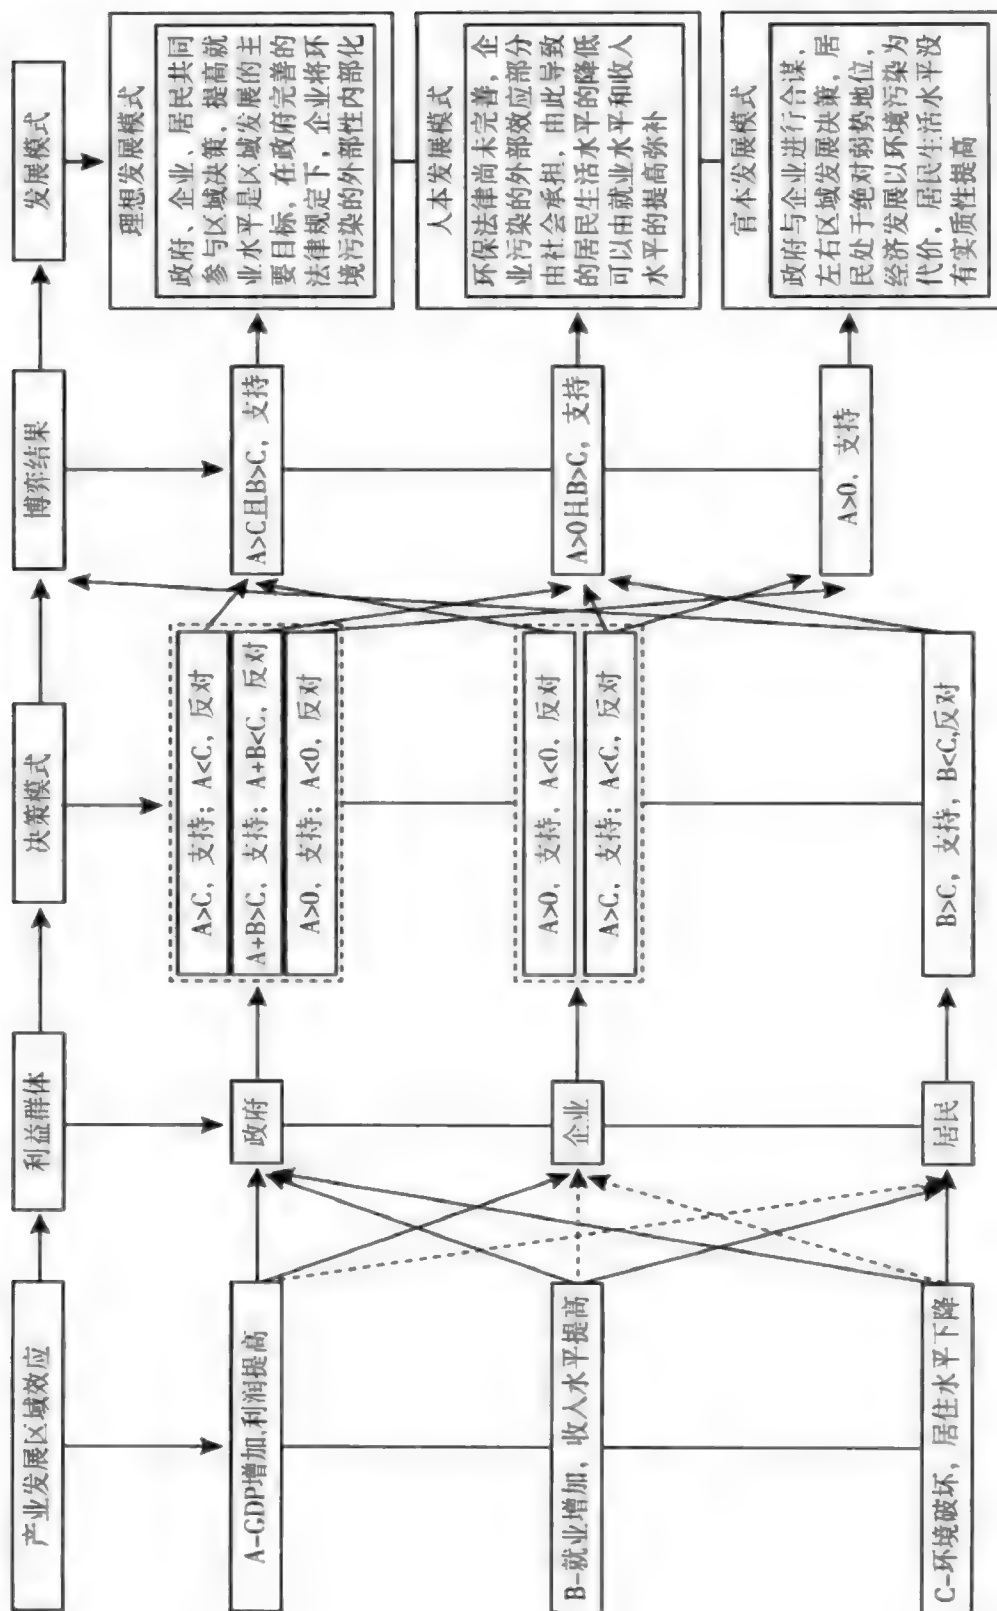 产业发展区域效应
利益群体
决策模式
博弈结果
发展模式
A-GDP增加,利润提高
B-就业增加，收入水平提高
C-环境破坏，居住水平下降
政府
企业
居民
A>C，支持；A<C，反对
A+B>C，支持；A+B<C，反对
A>0，支持；A<0，反对
A>0，支持，A<0，反对
A>C，支持；A<C，反对
B>C，支持，B<C,反对
A>C且B>C，支持
A>0且B>C，支持
A>0，支持
理想发展模式
政府、企业、居民共同
参与区域决策，提高就
业水平是区域发展的主
要目标，在政府完善的
法律规定下，企业将环
境污染的外部性内部化
人本发展模式
环保法律尚未完善，企
业污染的外部效应部分
由社会承担，由此导致
的居民生活水平的降低
可以由就业水平和收入
水平的提高弥补
官本发展模式
政府与企业进行合谋，
左右区域发展决策，居
民处于绝对弱势地位，
经济发展以环境污染为
代价，居民生活水平没
有实质性提高